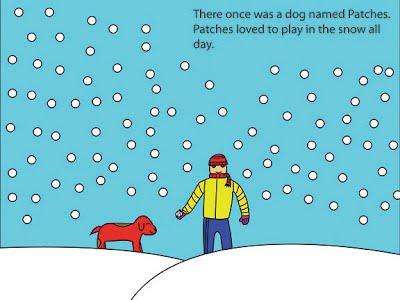 There once was a dog named Patches.
Patches loved to play in the snow all
day.